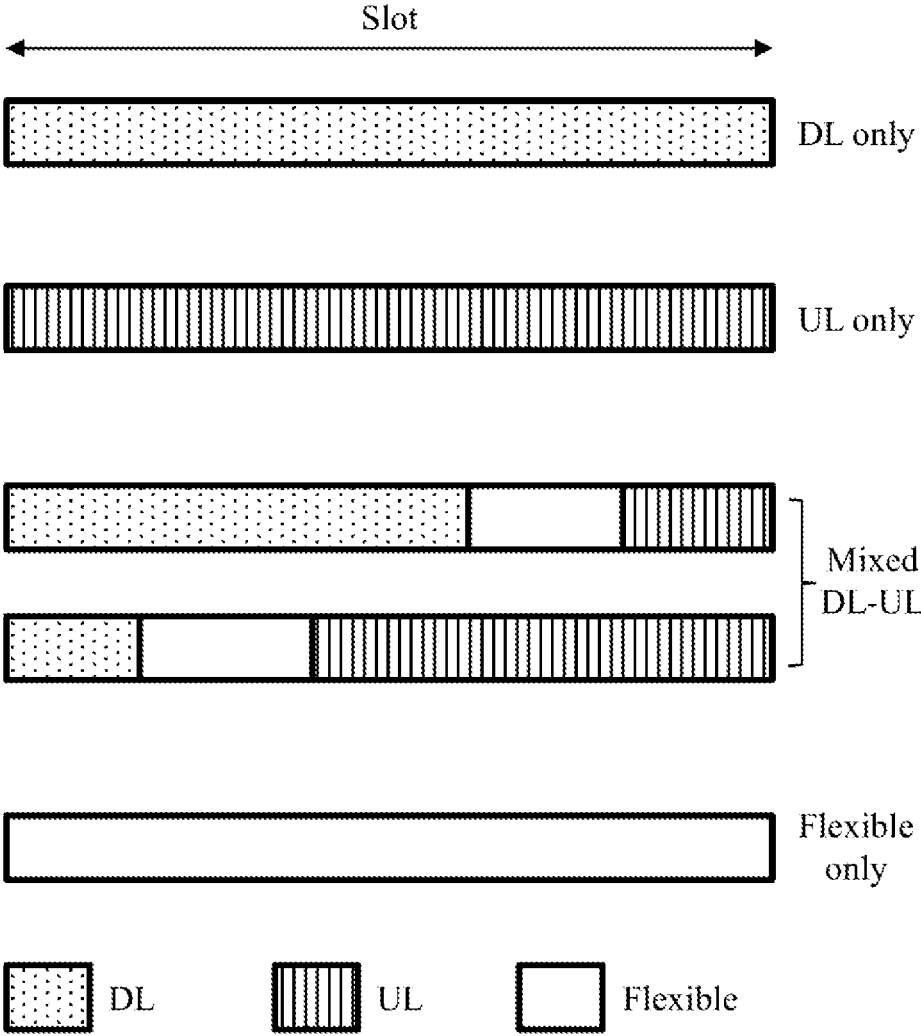 Slot
DL only
UL only
Mixed
DL-UL
Flexible
only
DL
UL
Flexible